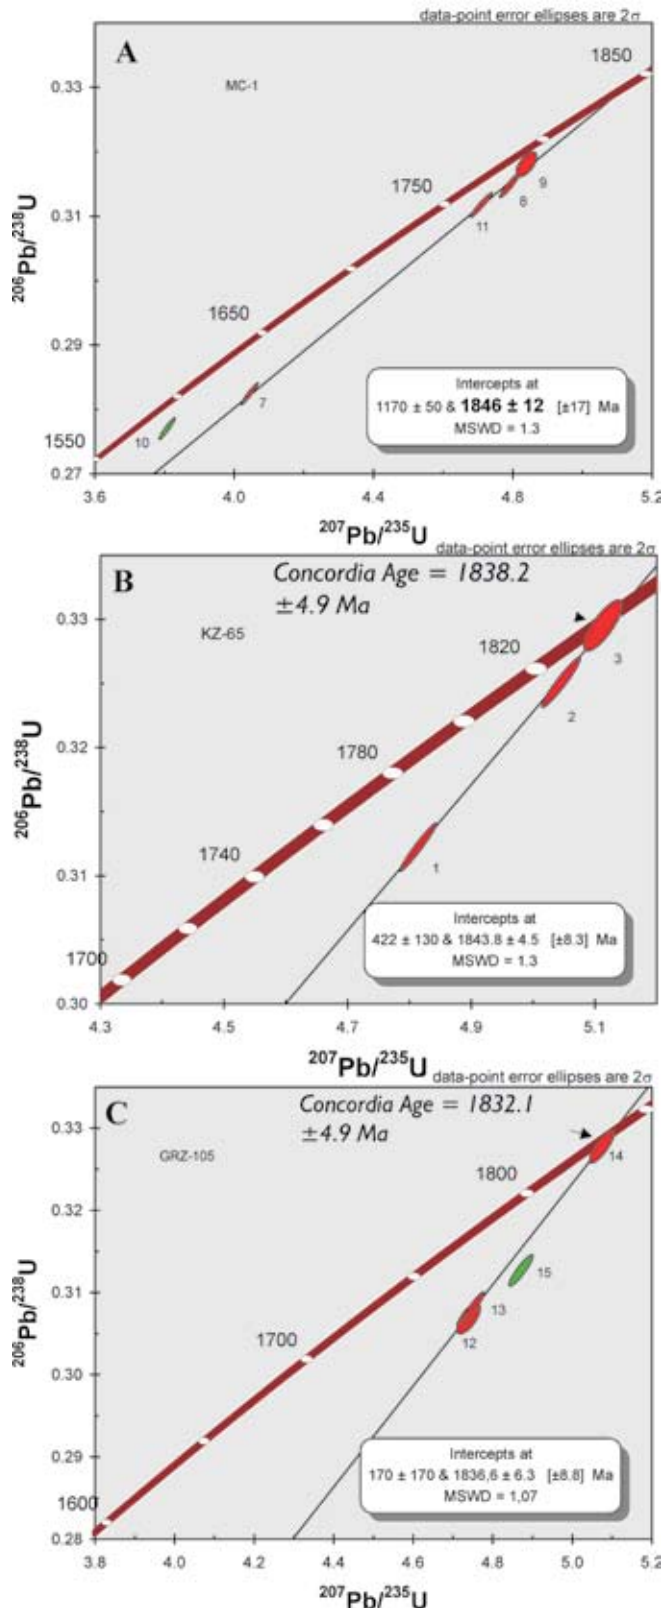 data-point error ellipses are 2σ
A
MC-1
1850
1750
1650
1550
0.33
0.31
0.29
0.27
206Pb/238U
9
8
11
7
10
Intercepts at
1170 ± 50 & 1846 ± 12 [±17] Ma
MSWD = 1.3
3.6 4.0 4.4 4.8 5.2
207Pb/235U
data-point error ellipses are 2σ
B
Concordia Age = 1838.2
±4.9 Ma
KZ-65
1820
1780
1740
1700
0.33
0.32
0.31
0.30
206Pb/238U
3
2
1
Intercepts at
422 ± 130 & 1843.8 ± 4.5 [±8.3] Ma
MSWD = 1.3
4.3 4.5 4.7 4.9 5.1
207Pb/235U
data-point error ellipses are 2σ
C
Concordia Age = 1832.1
±4.9 Ma
GRZ-105
1800
1700
1600
0.33
0.32
0.31
0.30
0.29
0.28
206Pb/238U
14
15
13
12
Intercepts at
170 ± 170 & 1836,6 ± 6.3 [±8.8] Ma
MSWD = 1,07
3.8 4.0 4.2 4.4 4.6 4.8 5.0 5.2
207Pb/235U